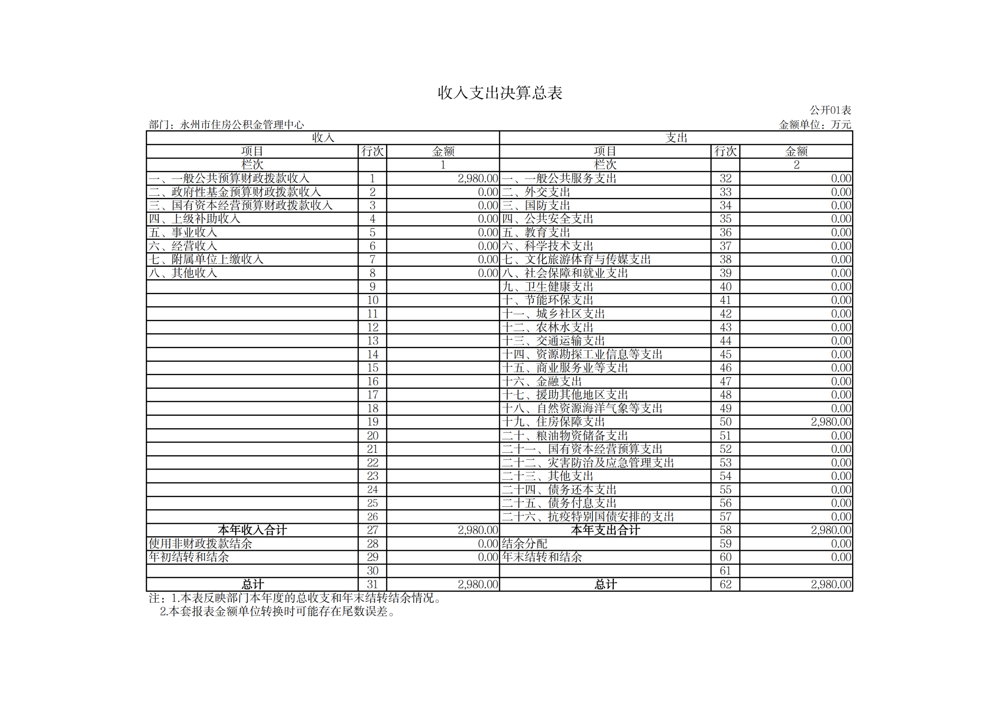 收入支出决算总表
公开01表
部门：永州市住房公积金管理中心 金额单位：万元
收入 支出
项目 行次 金额 项目 行次 金额
栏次 1 栏次 2
一、一般公共预算财政拨款收入 1 2,980.00 一、一般公共服务支出 32 0.00
二、政府性基金预算财政拨款收入 2 0.00 二、外交支出 33 0.00
三、国有资本经营预算财政拨款收入 3 0.00 三、国防支出 34 0.00
四、上级补助收入 4 0.00 四、公共安全支出 35 0.00
五、事业收入 5 0.00 五、教育支出 36 0.00
六、经营收入 6 0.00 六、科学技术支出 37 0.00
七、附属单位上缴收入 7 0.00 七、文化旅游体育与传媒支出 38 0.00
八、其他收入 8 0.00 八、社会保障和就业支出 39 0.00
9 九、卫生健康支出 40 0.00
10 十、节能环保支出 41 0.00
11 十一、城乡社区支出 42 0.00
12 十二、农林水支出 43 0.00
13 十三、交通运输支出 44 0.00
14 十四、资源勘探工业信息等支出 45 0.00
15 十五、商业服务业等支出 46 0.00
16 十六、金融支出 47 0.00
17 十七、援助其他地区支出 48 0.00
18 十八、自然资源海洋气象等支出 49 0.00
19 十九、住房保障支出 50 2,980.00
20 二十、粮油物资储备支出 51 0.00
21 二十一、国有资本经营预算支出 52 0.00
22 二十二、灾害防治及应急管理支出 53 0.00
23 二十三、其他支出 54 0.00
24 二十四、债务还本支出 55 0.00
25 二十五、债务付息支出 56 0.00
26 二十六、抗疫特别国债安排的支出 57 0.00
本年收入合计 27 2,980.00 本年支出合计 58 2,980.00
使用非财政拨款结余 28 0.00 结余分配 59 0.00
年初结转和结余 29 0.00 年末结转和结余 60 0.00
30 61
总计 31 2,980.00 总计 62 2,980.00
注：1.本表反映部门本年度的总收支和年末结转结余情况。
2.本套报表金额单位转换时可能存在尾数误差。